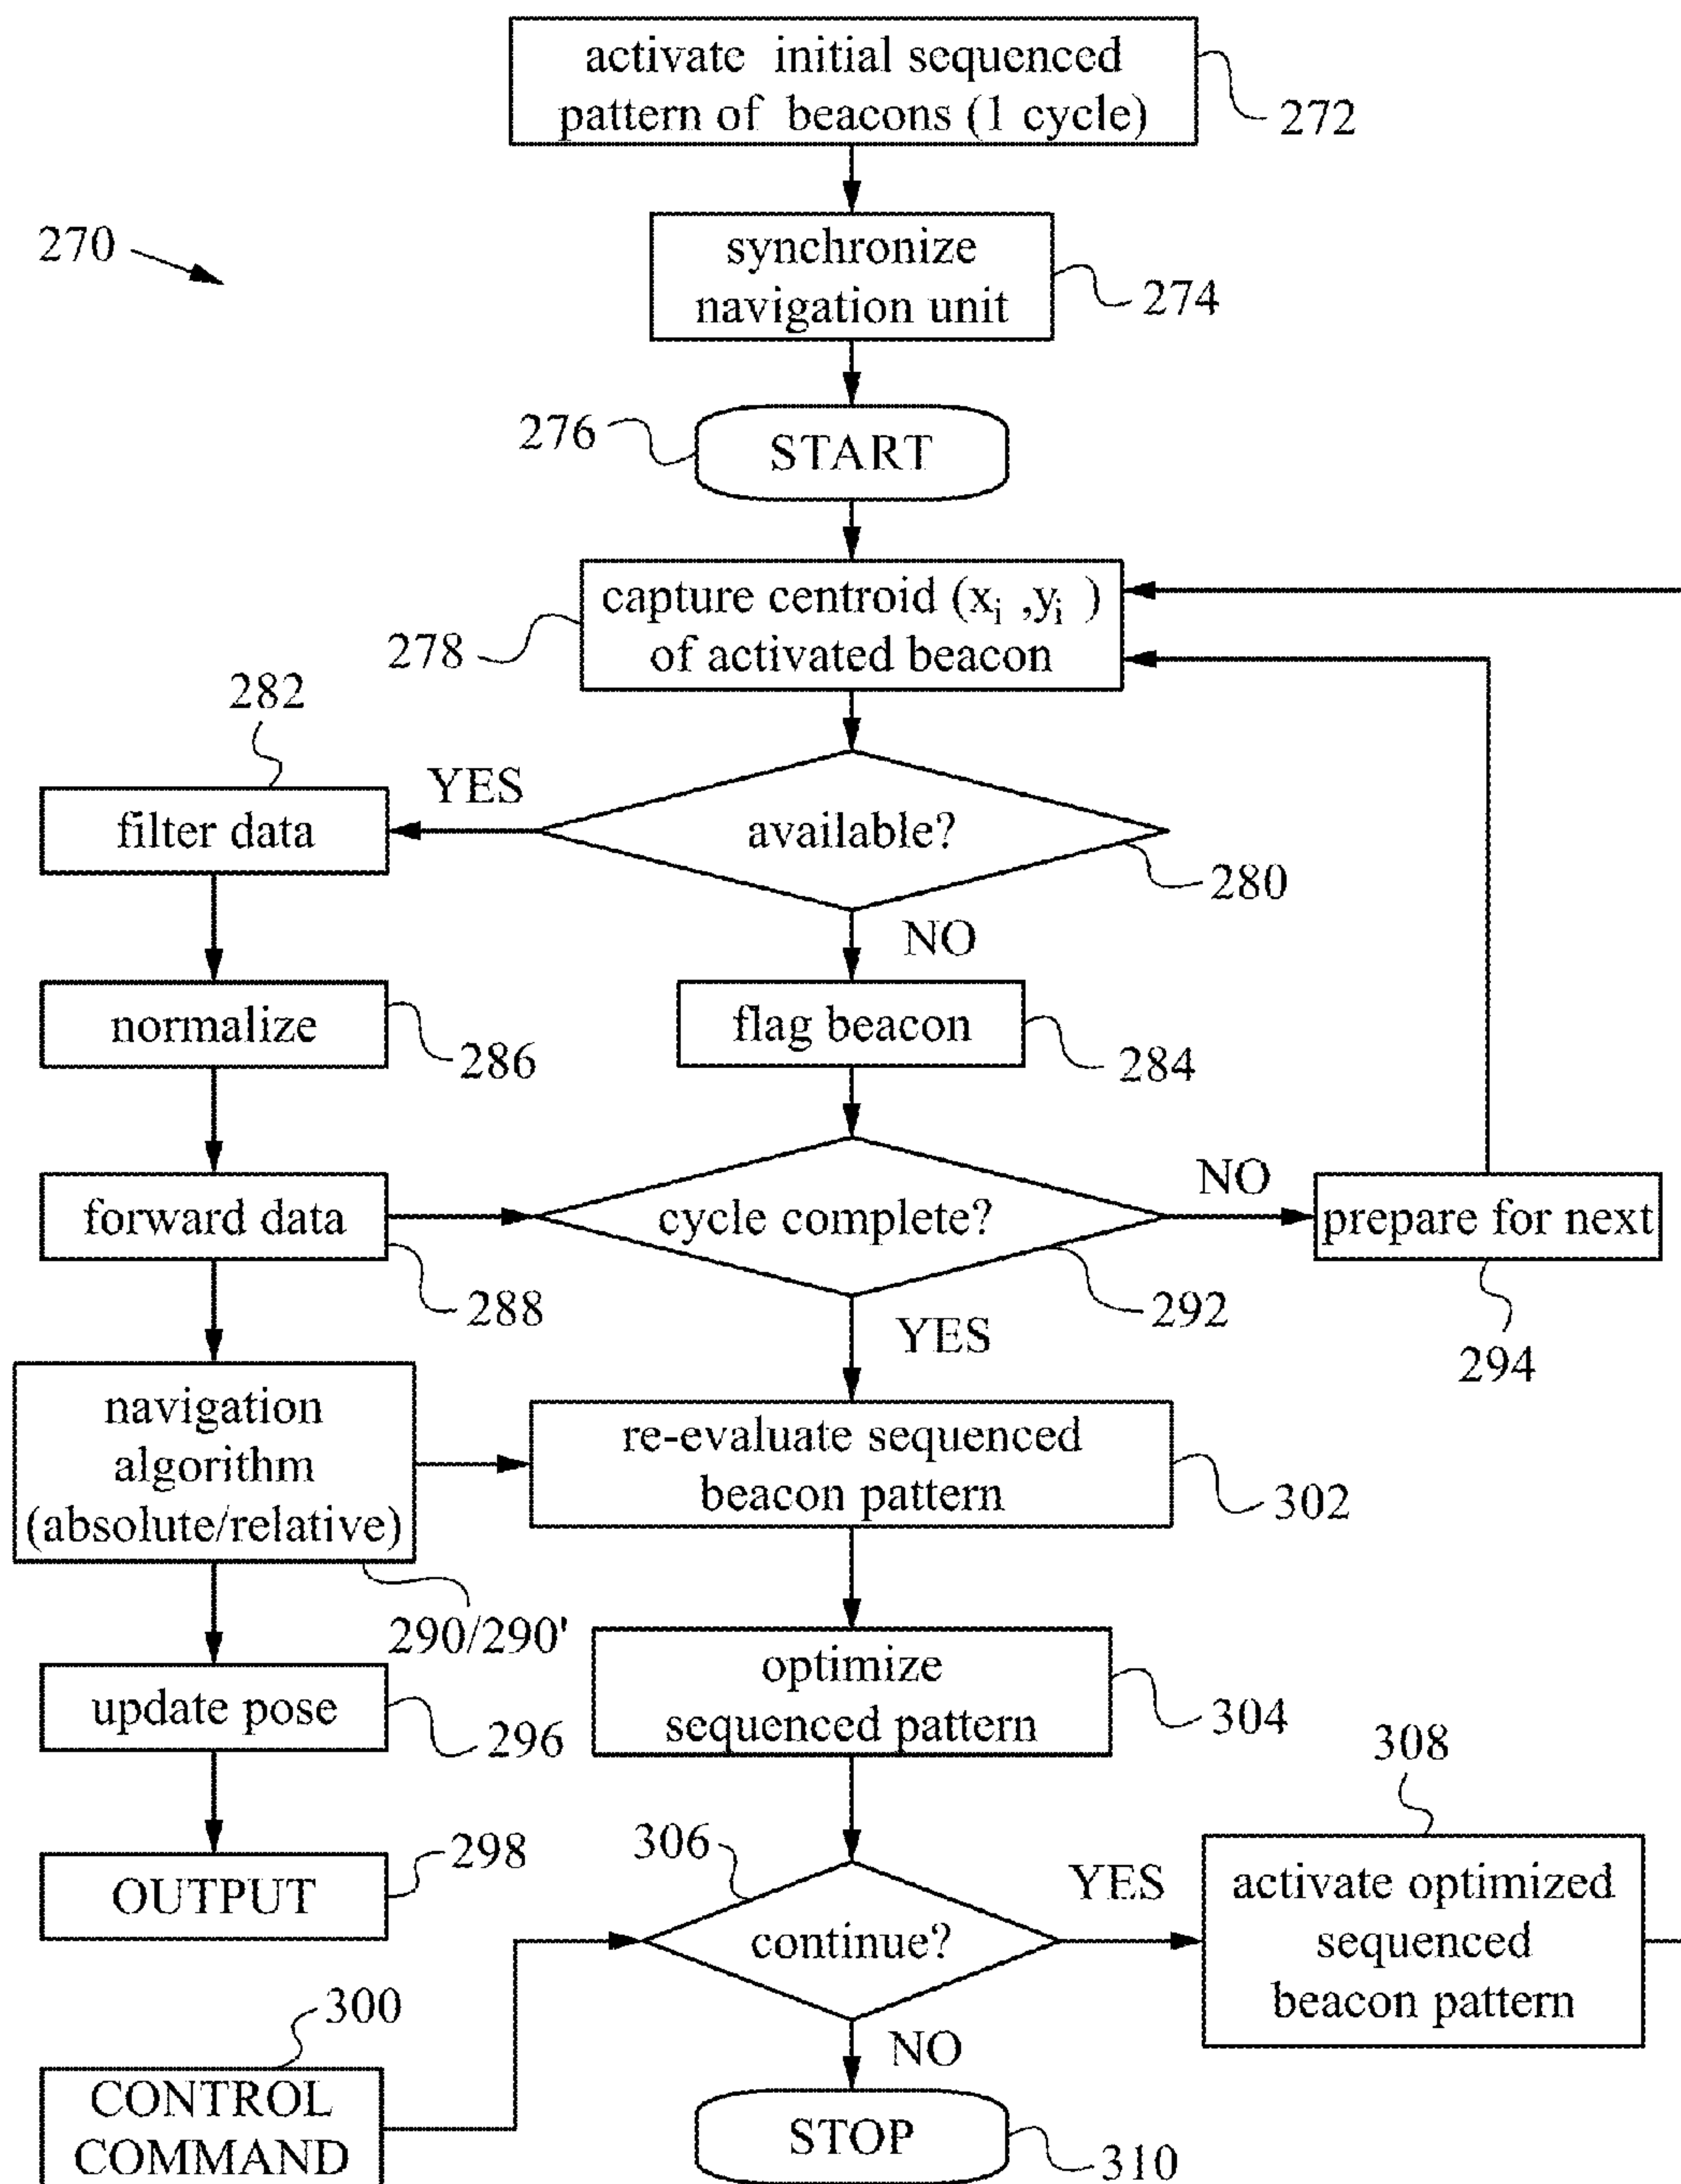 activate initial sequenced
pattern of beacons (1 cycle)
272
270
synchronize
navigation unit
274
276
START
capture centroid (xi ,yi )
of activated beacon
278
282
YES
filter data
available?
280
NO
normalize
286
flag beacon
284
forward data
288
cycle complete?
292
NO
prepare for next
294
YES
navigation
algorithm
(absolute/relative)
290/290'
re-evaluate sequenced
beacon pattern
302
update pose
296
optimize
sequenced pattern
304
308
OUTPUT
298
306
continue?
YES
activate optimized
sequenced
beacon pattern
300
CONTROL
COMMAND
NO
STOP
310